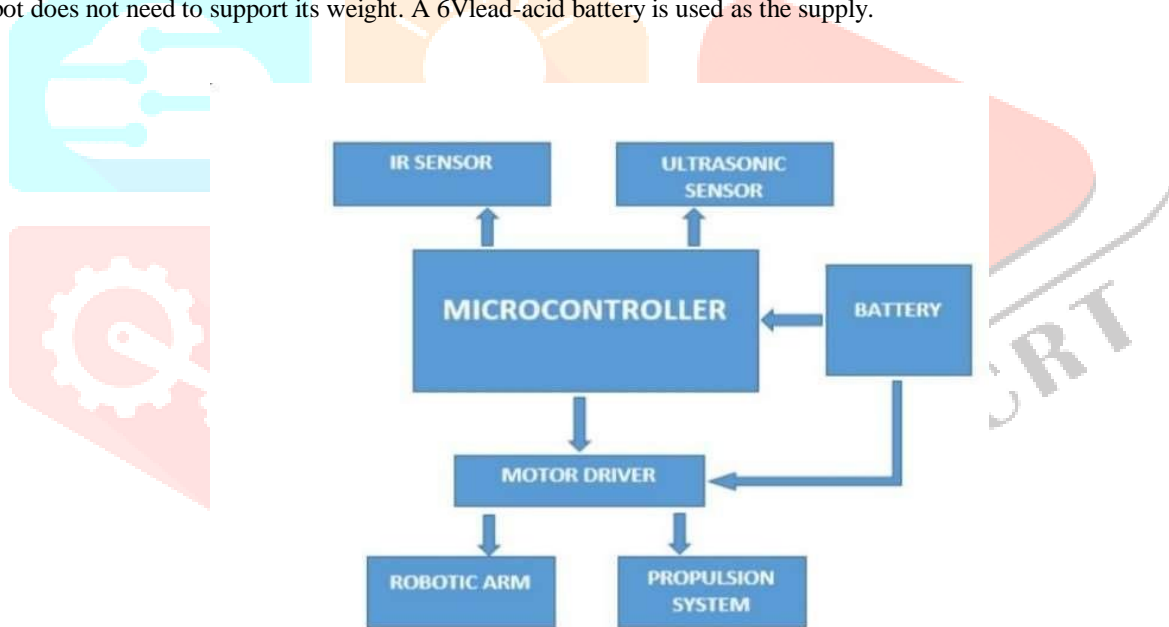 bot does not need to support its weight. A 6Vlead-acid battery is used as the supply.
IR SENSOR
ULTRASONIC
SENSOR
MICROCONTROLLER
BATTERY
MOTOR DRIVER
ROBOTIC ARM
PROPULSION
SYSTEM